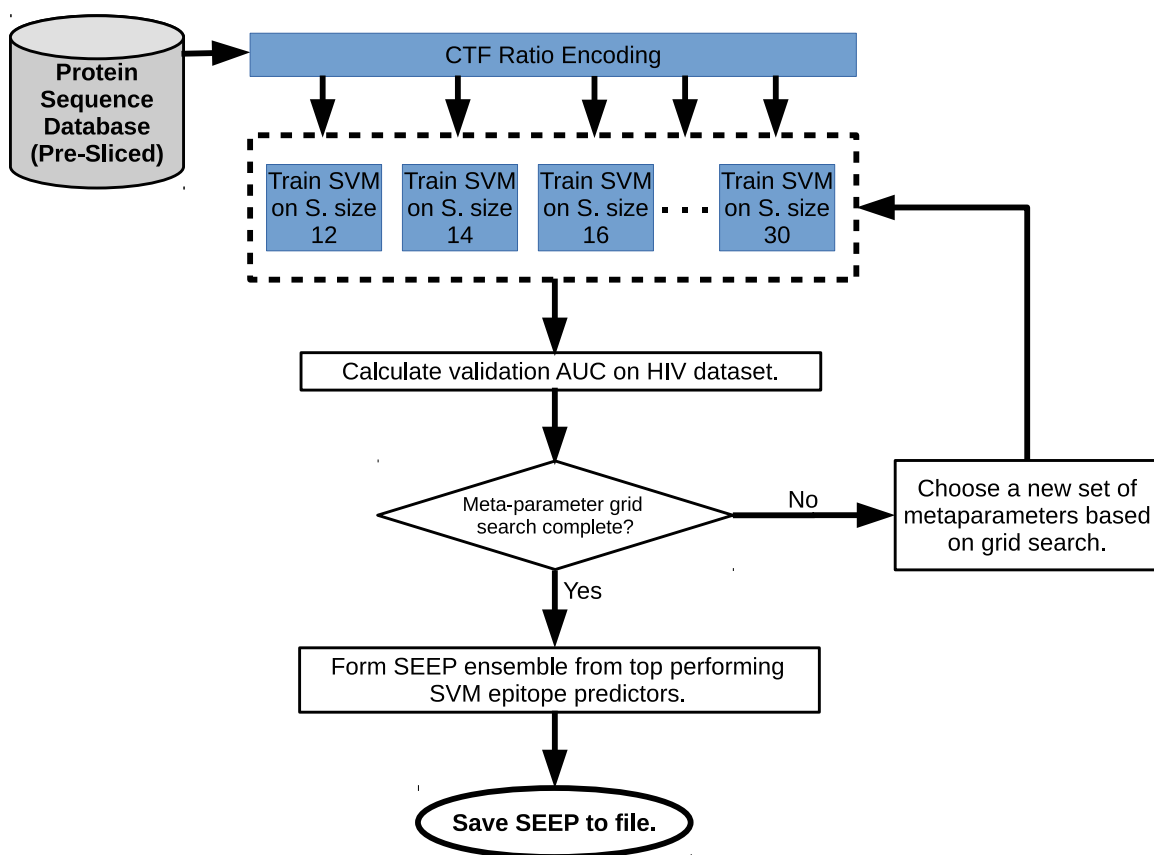 Protein
Sequence
Database
(Pre-Sliced)
CTF Ratio Encoding
Train SVM
on S. size
12
Train SVM
on S. size
14
Train SVM
on S. size
16
. . . .
Train SVM
on S. size
30
Calculate validation AUC on HIV dataset.
Meta-parameter grid
search complete?
No
Choose a new set of
metaparameters based
on grid search.
Yes
Form SEEP ensemble from top performing
SVM epitope predictors.
Save SEEP to file.